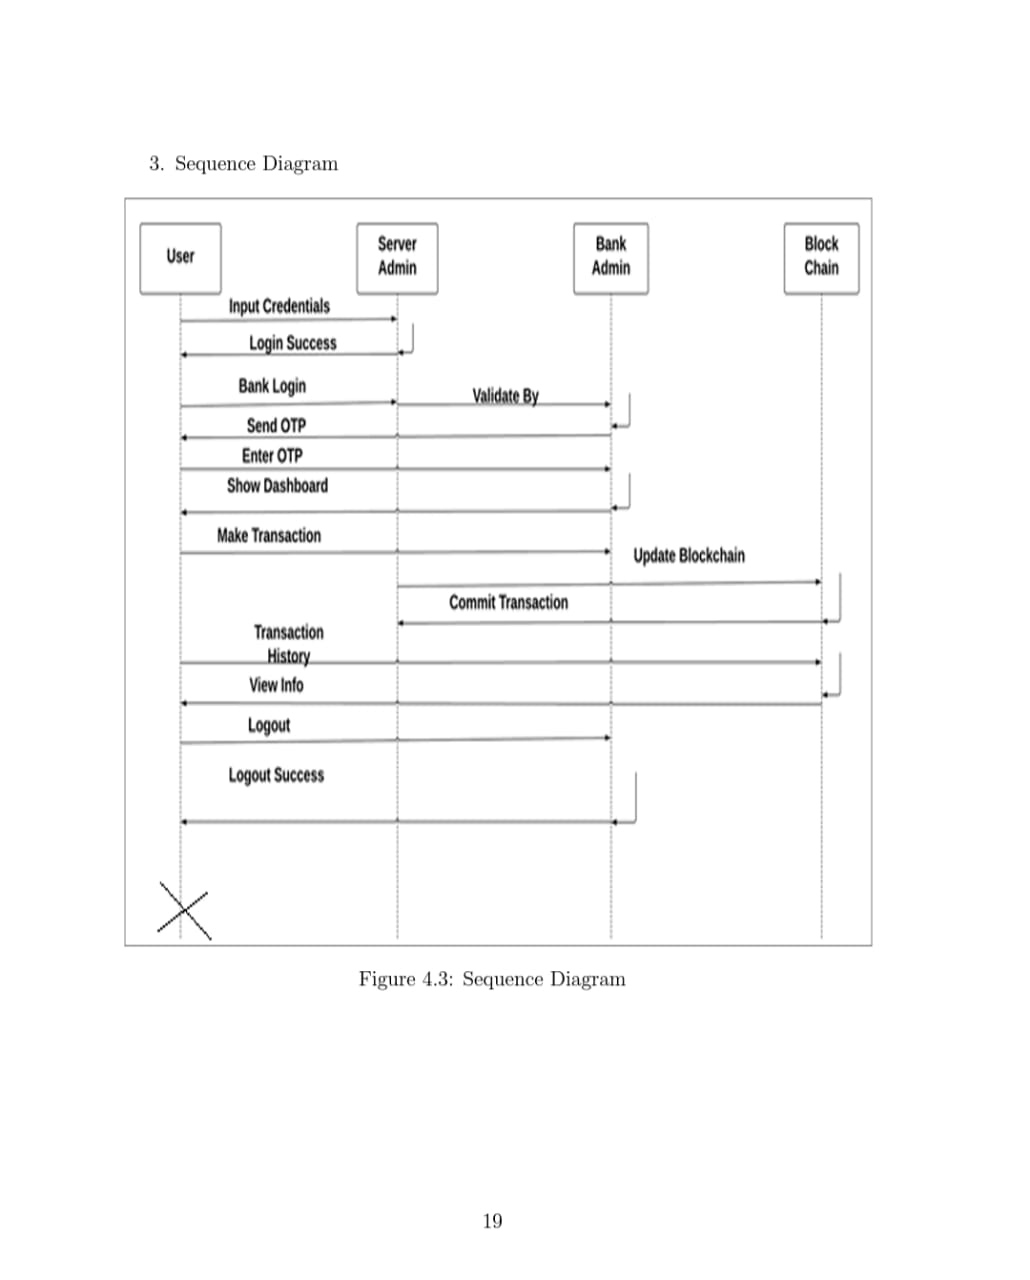 3. Sequence Diagram
User
Server
Admin
Bank
Admin
Block
Chain
Input Credentials
Login Success
Bank Login
Validate By
Send OTP
Enter OTP
Show Dashboard
Make Transaction
Update Blockchain
Commit Transaction
Transaction
History
View Info
Logout
Logout Success
Figure 4.3: Sequence Diagram
19